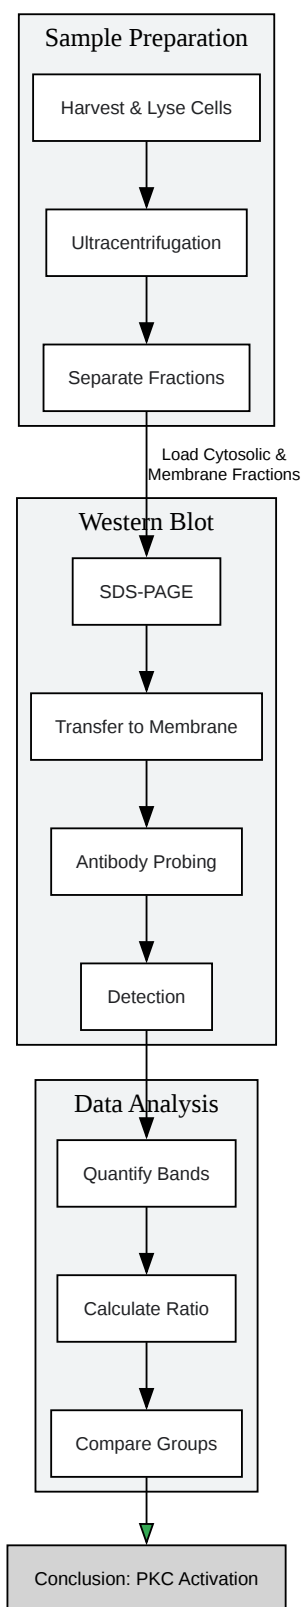 Sample Preparation
Harvest & Lyse Cells
Ultracentrifugation
Separate Fractions
Load Cytosolic &
Membrane Fractions
Western Blot
SDS-PAGE
Transfer to Membrane
Antibody Probing
Detection
Data Analysis
Quantify Bands
Calculate Ratio
Compare Groups
Conclusion: PKC Activation